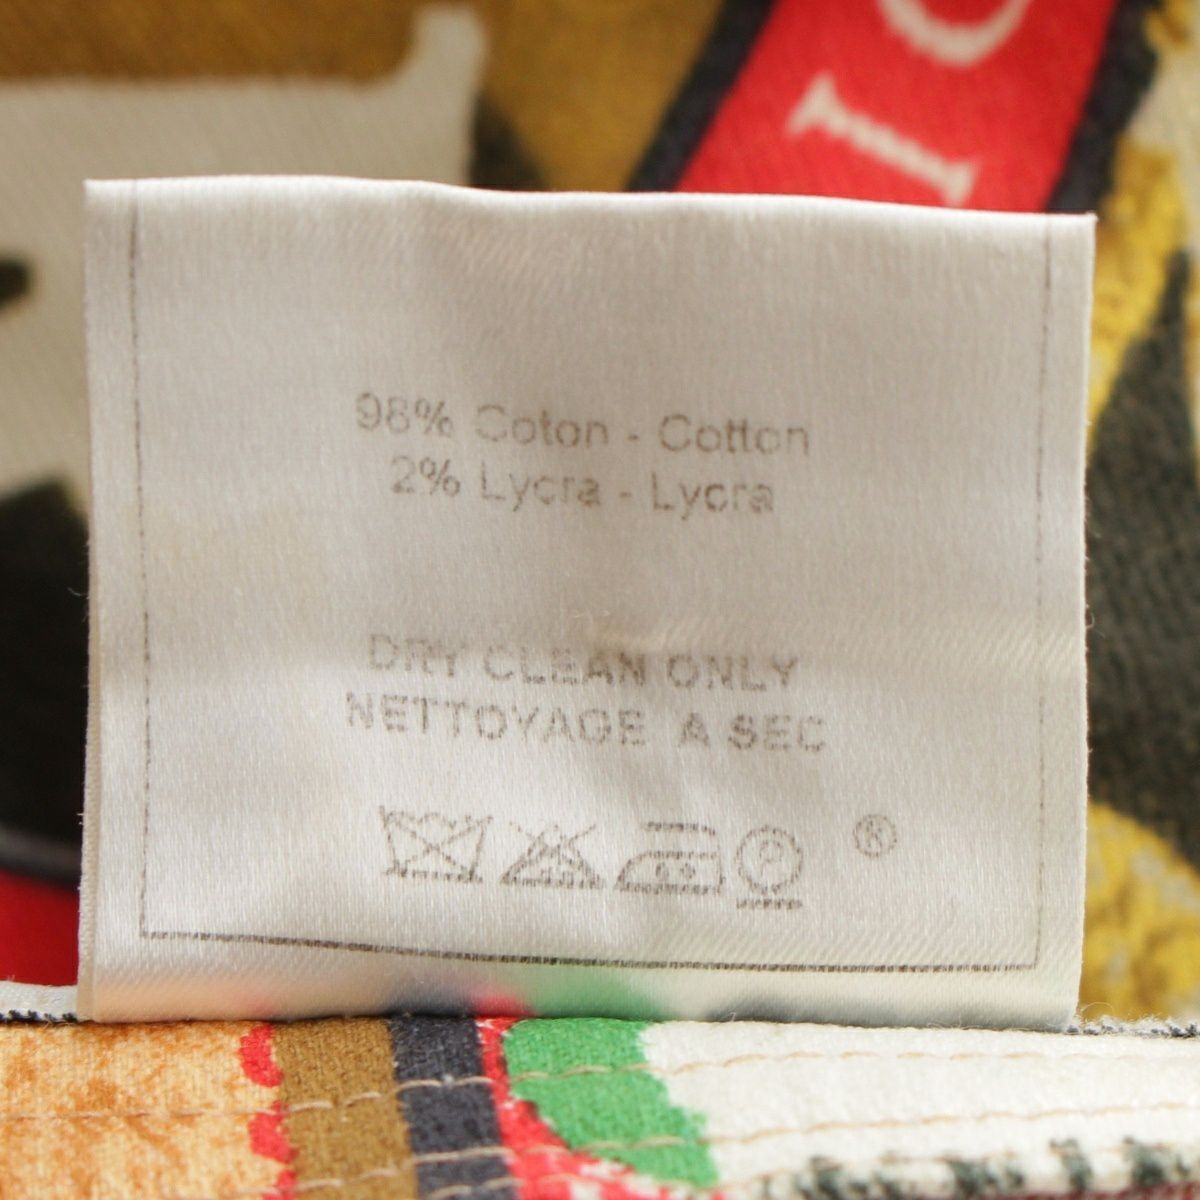 98% Coton - Cotton
2% Lycra - Lycra
DRY CLEAN ONLY
NETTOYAGE A SEC
P
®